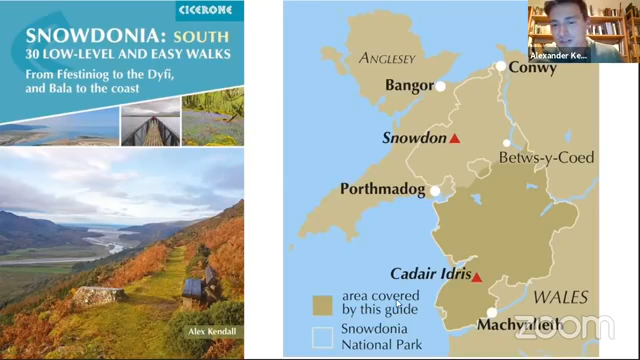 CICERONE
SNOWDONIA: SOUTH
30 LOW-LEVEL AND EASY WALKS
From Ffestiniog to the Dyfi,
and Bala to the coast
Alex Kendall
ANGLESEY
Bangor
Conwy
Snowdon
Betws-y-Coed
Porthmadog
Cadair Idris
area covered
by this guide
WALES
Snowdonia
National Park
Machynlleth
Alexander Ke...
zoom